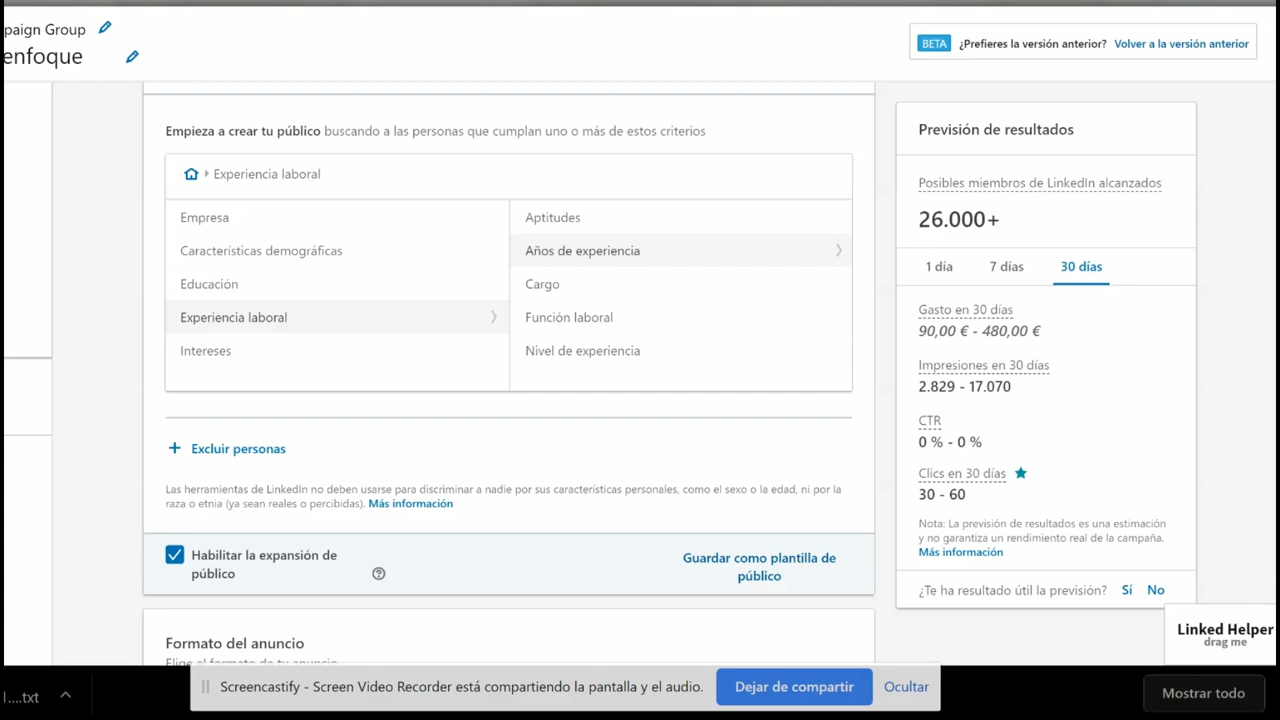 paign Group
enfoque
BETA ¿Prefieres la versión anterior? Volver a la versión anterior
Empieza a crear tu público buscando a las personas que cumplan uno o más de estos criterios
Experiencia laboral
Empresa
Características demográficas
Educación
Experiencia laboral
Intereses
Aptitudes
Años de experiencia
Cargo
Función laboral
Nivel de experiencia
+ Excluir personas
Las herramientas de LinkedIn no deben usarse para discriminar a nadie por sus características personales, como el sexo o la edad, ni por la
raza o etnia (ya sean reales o percibidas). Más información
Habilitar la expansión de
público
Guardar como plantilla de
público
Formato del anuncio
Elige el formato de tu anuncio
Previsión de resultados
Posibles miembros de LinkedIn alcanzados
26.000+
1 día 7 días 30 días
Gasto en 30 días
90,00 € - 480,00 €
Impresiones en 30 días
2.829 - 17.070
CTR
0 % - 0 %
Clics en 30 días
30 - 60
Nota: La previsión de resultados es una estimación
y no garantiza un rendimiento real de la campaña.
Más información
¿Te ha resultado útil la previsión? Sí No
Linked Helper
drag me
1....txt
Screencastify - Screen Video Recorder está compartiendo la pantalla y el audio.
Dejar de compartir
Ocultar
Mostrar todo